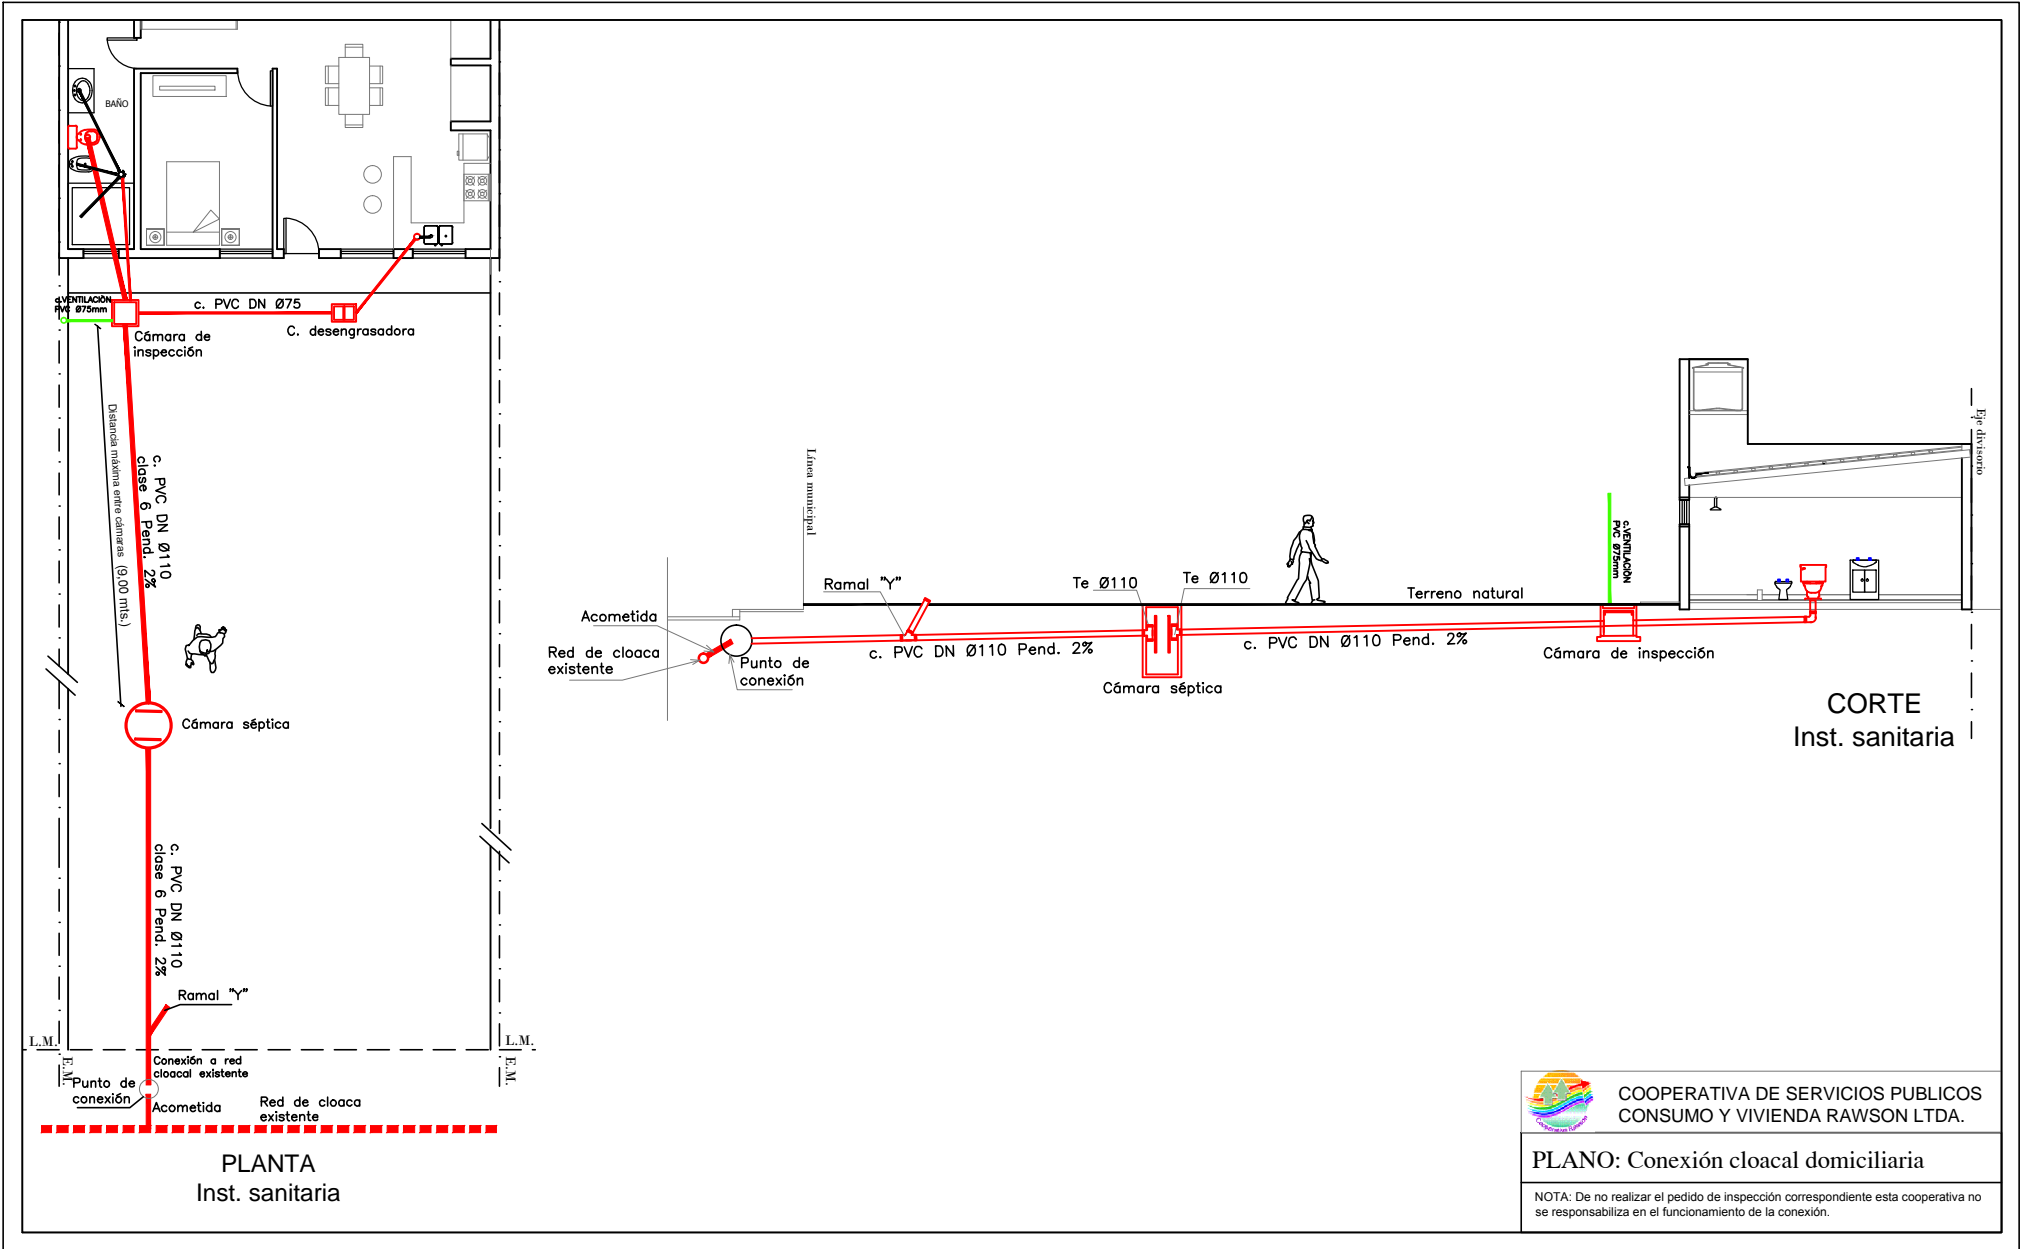 BAÑO
c.VENTILACIÓN
PVC Ø75mm
c. PVC DN Ø75
C. desengrasadora
Cámara de
inspección
Distancia máxima entre cámaras (9,00 mts.)
c. PVC DN Ø110
clase 6 Pend. 2%
Cámara séptica
c. PVC DN Ø110
clase 6 Pend. 2%
Ramal "Y"
L.M.
L.M.
E.M.
E.M.
Conexión a red
cloacal existente
Punto de
conexión
Acometida
Red de cloaca
existente
PLANTA
Inst. sanitaria
Línea municipal
Eje divisorio
c.VENTILACIÓN
PVC Ø75mm
Ramal "Y"
Te Ø110
Te Ø110
Terreno natural
Acometida
Red de cloaca
existente
Punto de
conexión
c. PVC DN Ø110 Pend. 2%
c. PVC DN Ø110 Pend. 2%
Cámara séptica
Cámara de inspección
CORTE
Inst. sanitaria
COOPERATIVA DE SERVICIOS PUBLICOS
CONSUMO Y VIVIENDA RAWSON LTDA.
PLANO: Conexión cloacal domiciliaria
NOTA: De no realizar el pedido de inspección correspondiente esta cooperativa no
se responsabiliza en el funcionamiento de la conexión.